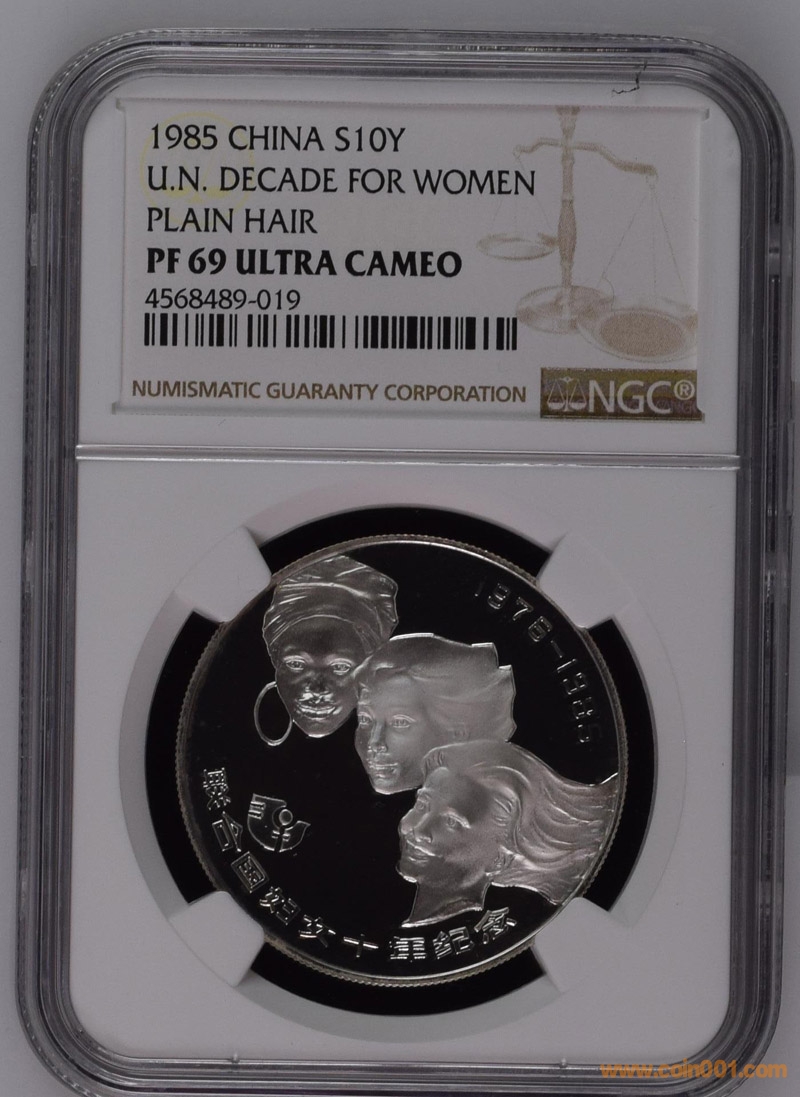 1985 CHINA S10Y
U.N. DECADE FOR WOMEN
PLAIN HAIR
PF 69 ULTRA CAMEO
4568489-019
NUMISMATIC GUARANTY CORPORATION
NGC®
1976-1985
联合国妇女十年纪念
www.coin001.com